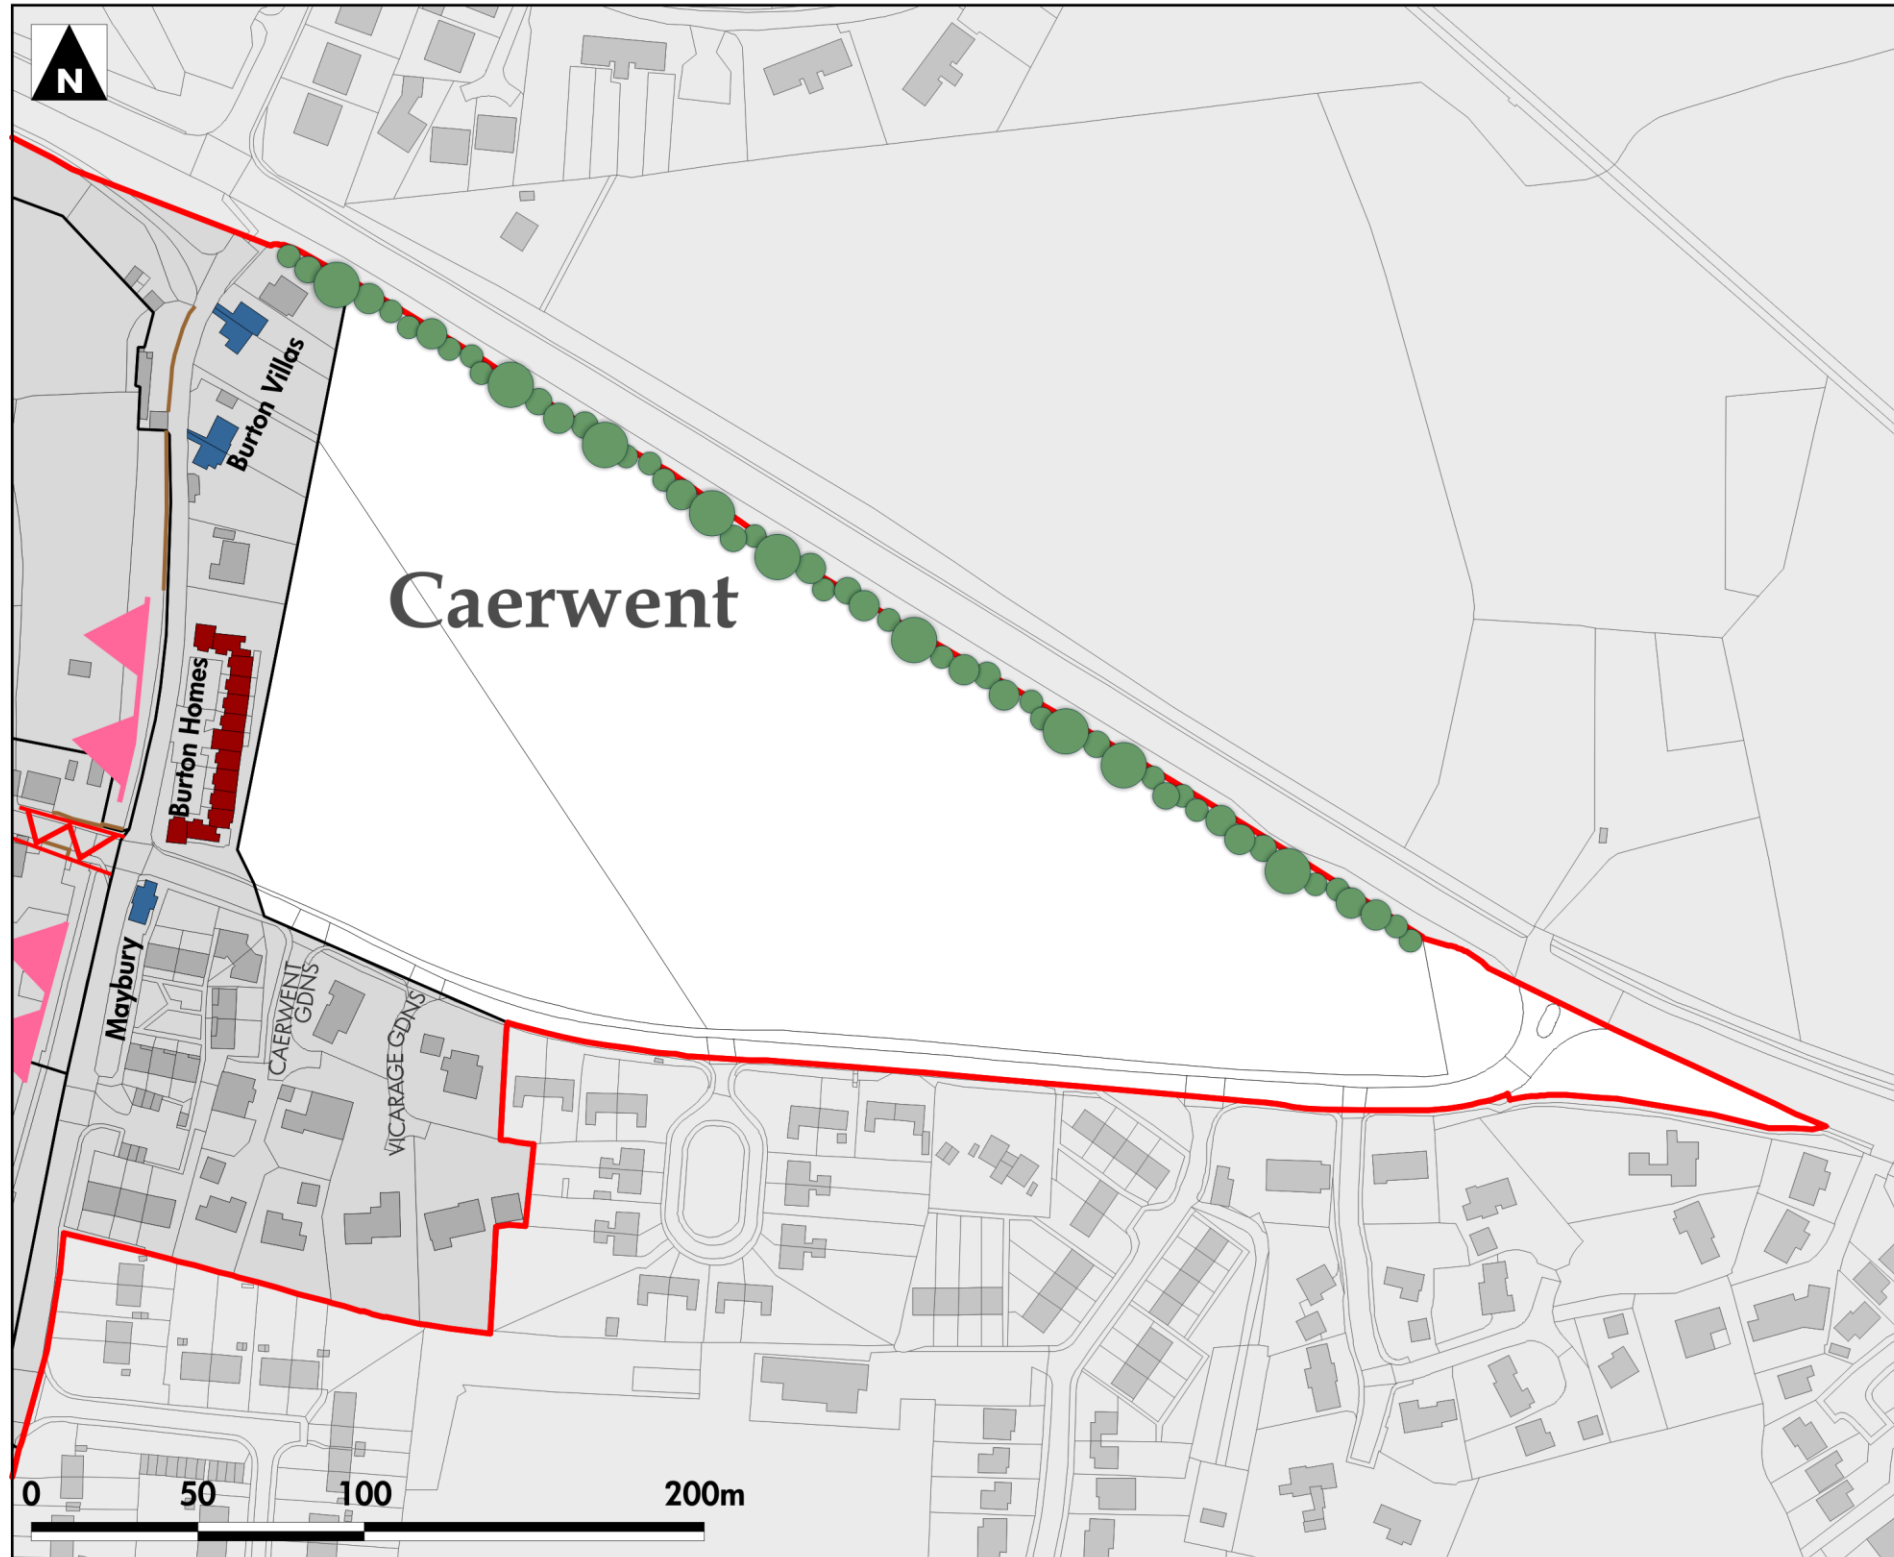 N
Burton Villas
Caerwent
Burton Homes
Maybury
CAERWENT
GDNS
VICARAGE GDNS
0 50 100 200m